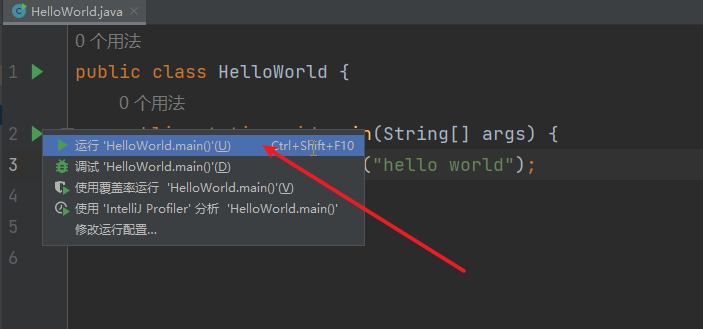 HelloWorld.java
0 个用法
1 public class HelloWorld {
0 个用法
2 in(String[] args) {
运行 'HelloWorld.main()'(U) Ctrl+Shift+F10
3 ("hello world");
调试 'HelloWorld.main()'(D)
4
使用覆盖率运行 'HelloWorld.main()'(V)
使用 'IntelliJ Profiler' 分析 'HelloWorld.main()'
5
修改运行配置...
6